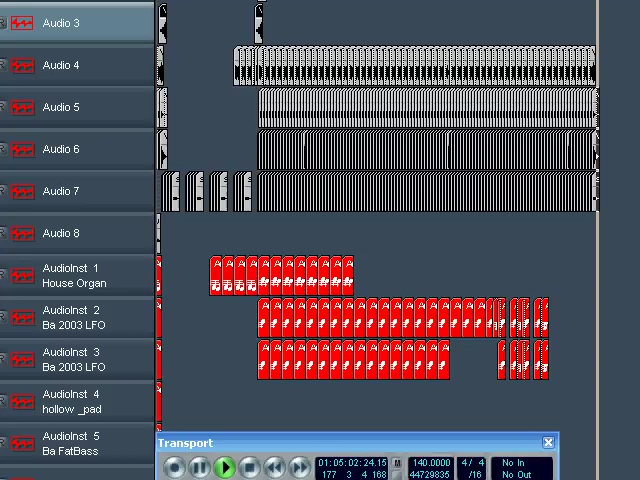 Audio 3
Audio 4
Audio 5
Audio 6
Audio 7
Audio 8
AudioInst 1
House Organ
AudioInst 2
Ba 2003 LFO
AudioInst 3
Ba 2003 LFO
AudioInst 4
hollow _pad
AudioInst 5
Ba FatBass
Transport
01:05:02:24.15 M 140.0000 4/ 4 No In
177 3 4 168 44729835 /16 No Out